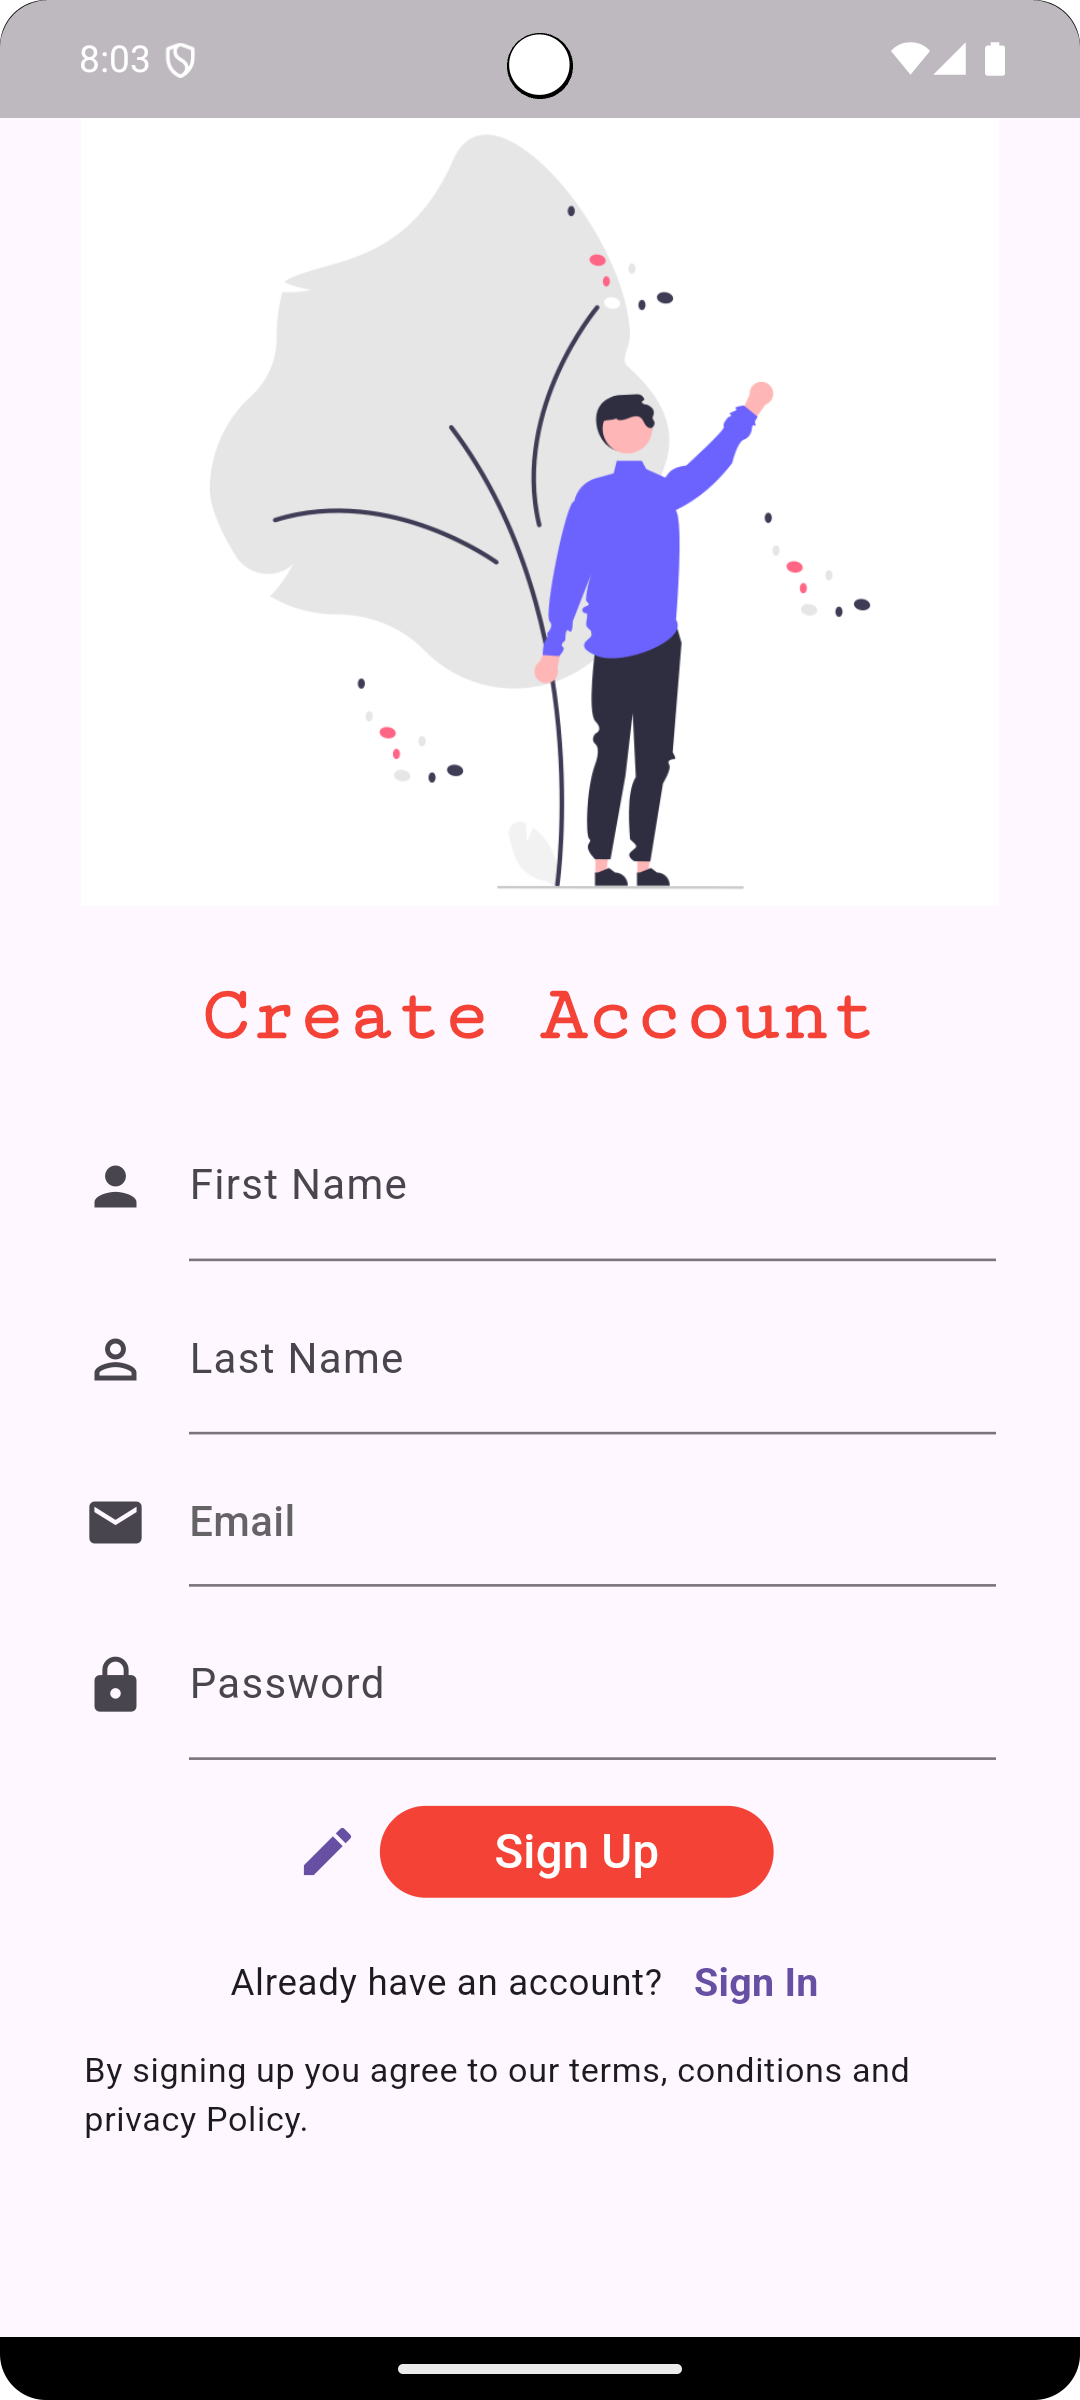 8:03
Create Account
First Name
Last Name
Email
Password
Sign Up
Already have an account? Sign In
By signing up you agree to our terms, conditions and
privacy Policy.